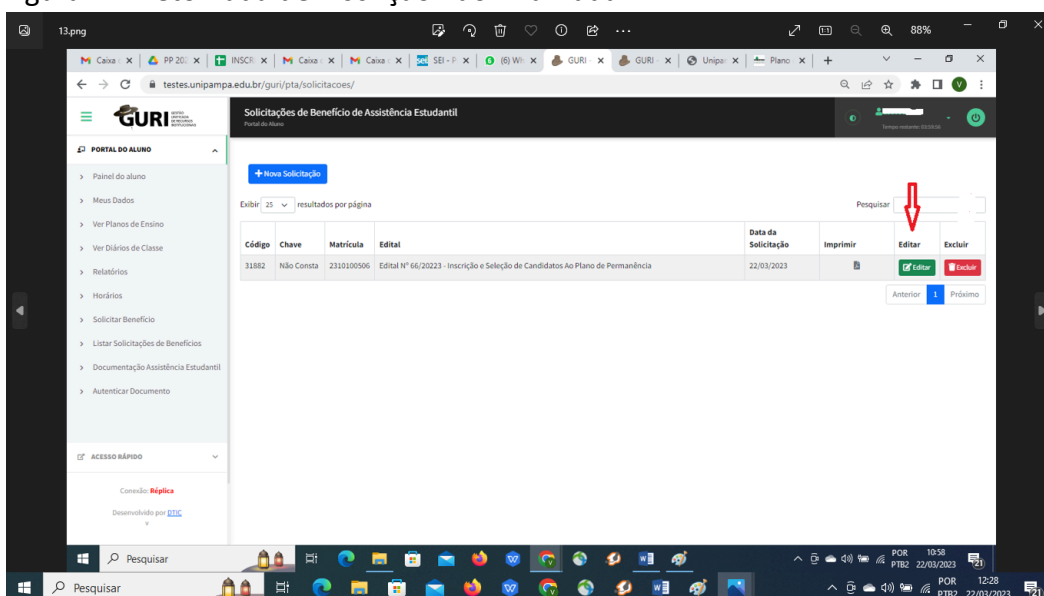 13.png
88%
Caixa
PP 202
INSCR
Caixa
Caixa
sei SEI - P
(6) Wh
GURI
GURI
Unipa
Plano
testes.unipampa.edu.br/guri/pta/solicitacoes/
V
GURI
Solicitações de Benefício de Assistência Estudantil
Portal do Aluno
PORTAL DO ALUNO
Painel do aluno
Meus Dados
Ver Planos de Ensino
Ver Diários de Classe
Relatórios
Horários
Solicitar Benefício
Listar Solicitações de Benefícios
Documentação Assistência Estudantil
Autenticar Documento
ACESSO RÁPIDO
Conexão: Réplica
Desenvolvido por DTIC
+ Nova Solicitação
Exibir 25 resultados por página
Pesquisar
Código Chave Matrícula Edital Data da Solicitação Imprimir Editar Excluir
31882 Não Consta 2310100506 Edital Nº 66/20223 - Inscrição e Seleção de Candidatos Ao Plano de Permanência 22/03/2023 Editar Excluir
Anterior 1 Próximo
Pesquisar
POR 10:58
PTB2 22/03/2023
21
Pesquisar
POR 12:28
PTB2 22/03/2023
21